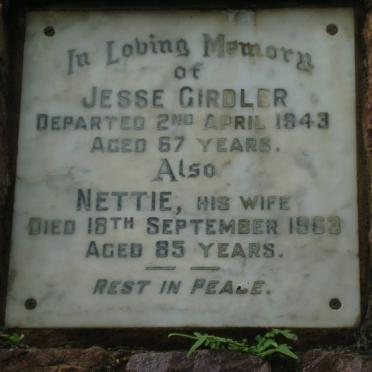 In Loving Memory
of
JESSE GIRDLER
DEPARTED 2ND APRIL 1943
AGED 67 YEARS.
Also
NETTIE, HIS WIFE
DIED 18TH SEPTEMBER 1963
AGED 85 YEARS.
REST IN PEACE.